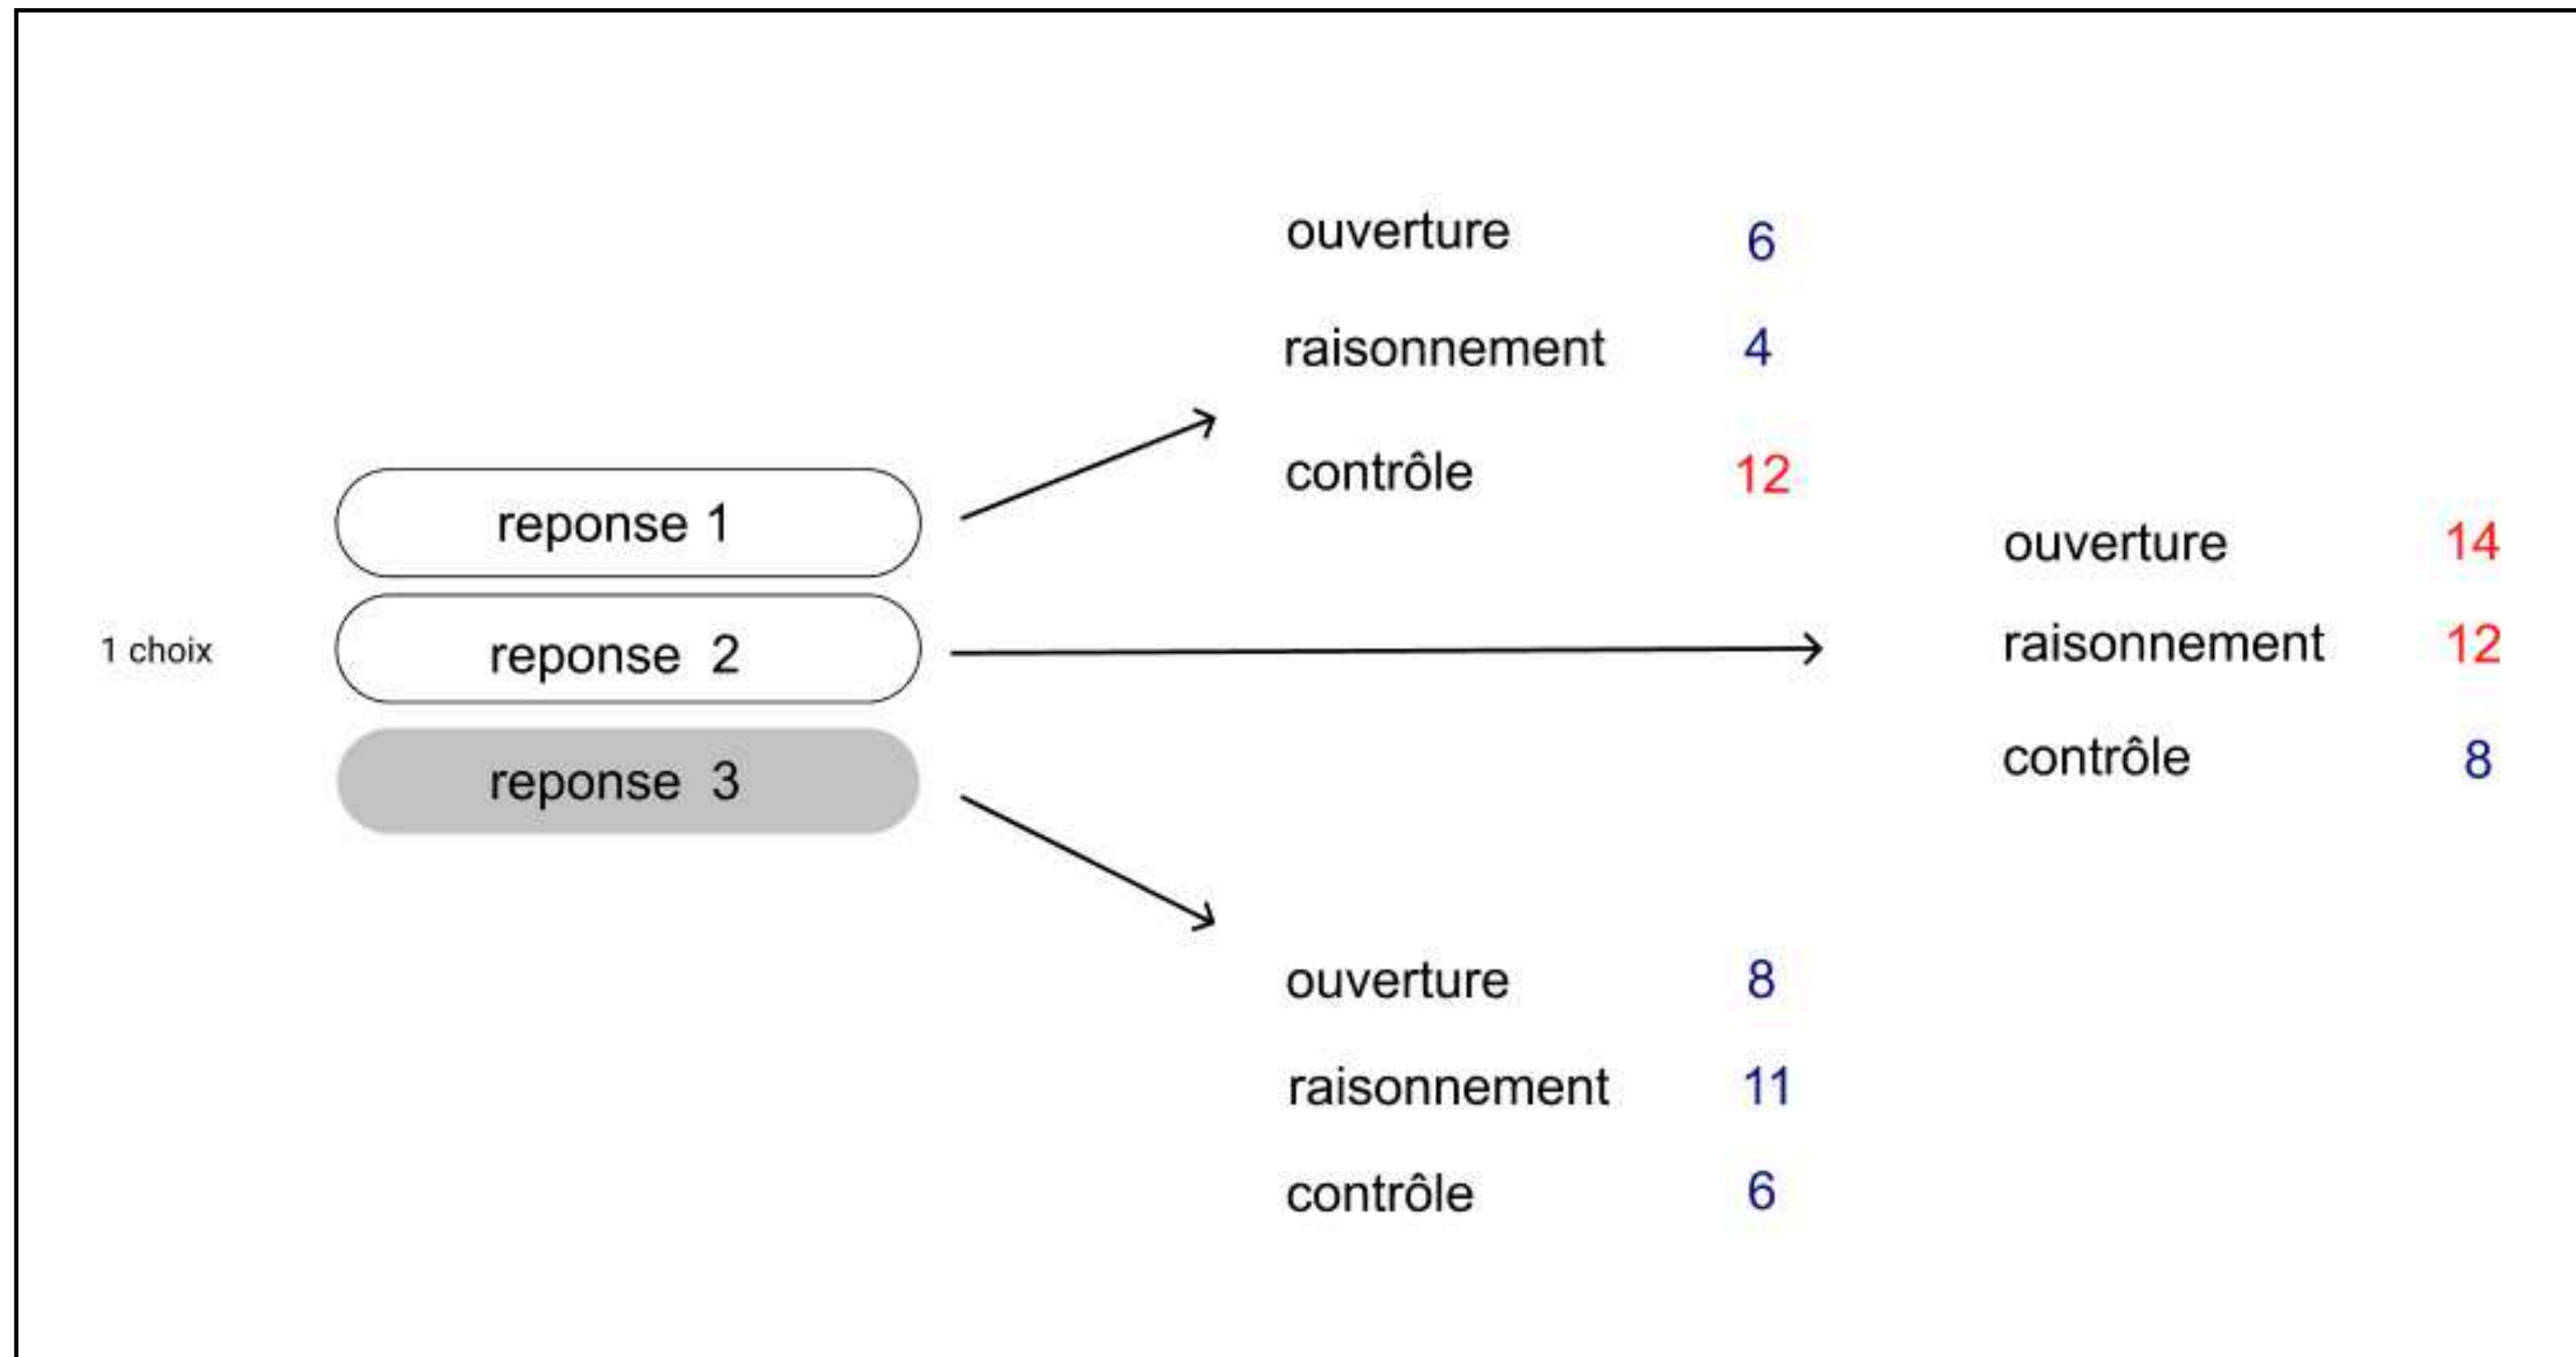 1 choix
reponse 1
reponse 2
reponse 3
ouverture 6
raisonnement 4
contrôle 12
ouverture 14
raisonnement 12
contrôle 8
ouverture 8
raisonnement 11
contrôle 6